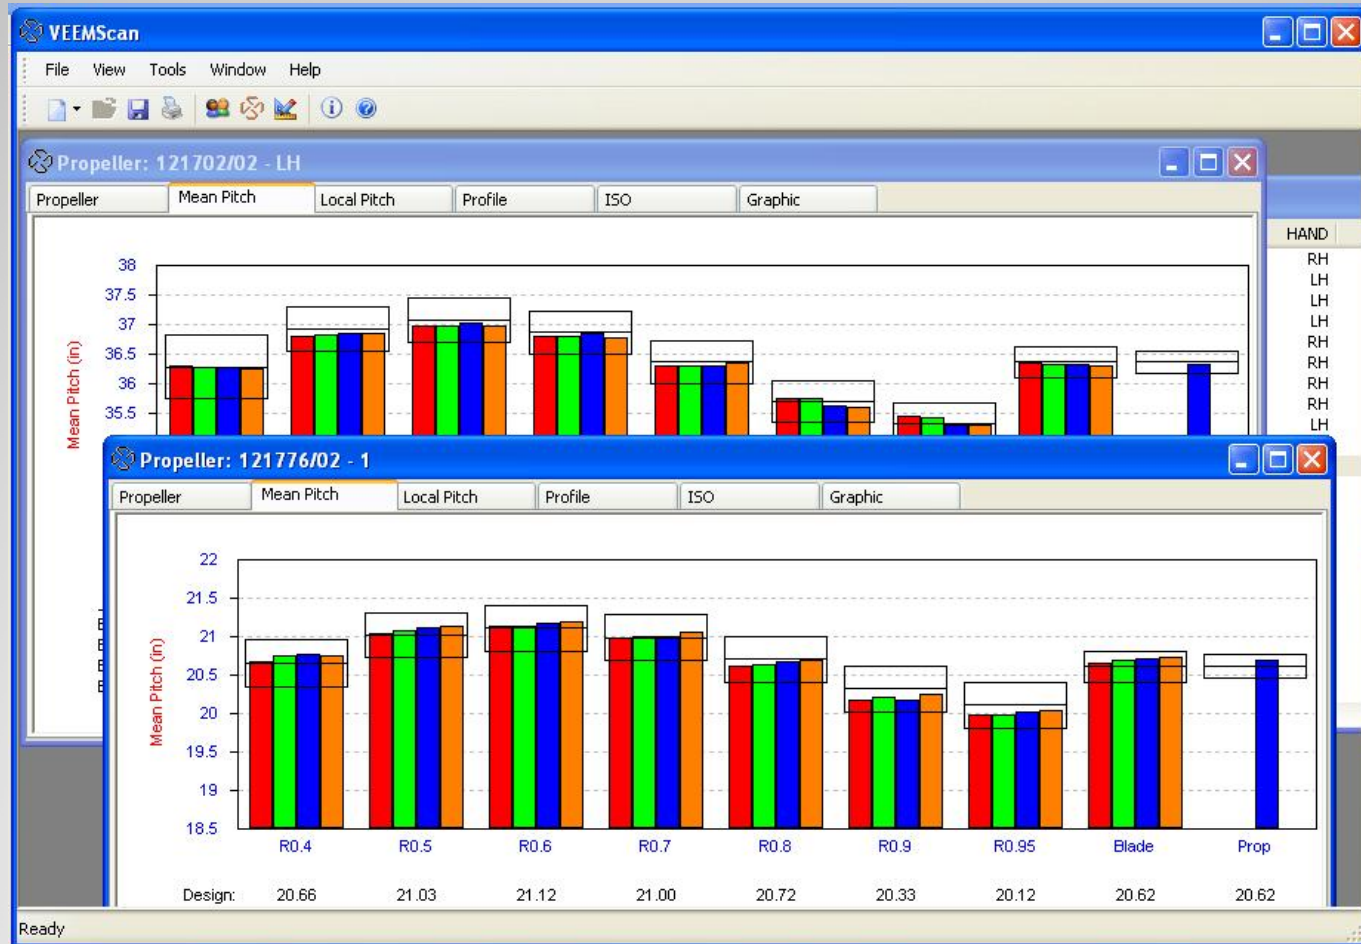 VEEMScan
File View Tools Window Help
Propeller: 121702/02 - LH
Propeller Mean Pitch Local Pitch Profile ISO Graphic
HAND
RH
LH
LH
LH
RH
RH
RH
RH
LH
38
37.5
37
36.5
36
35.5
Mean Pitch (in)
Propeller: 121776/02 - 1
Propeller Mean Pitch Local Pitch Profile ISO Graphic
22
21.5
21
20.5
20
19.5
19
18.5
Mean Pitch (in)
R0.4 R0.5 R0.6 R0.7 R0.8 R0.9 R0.95 Blade Prop
Design: 20.66 21.03 21.12 21.00 20.72 20.33 20.12 20.62 20.62
Ready